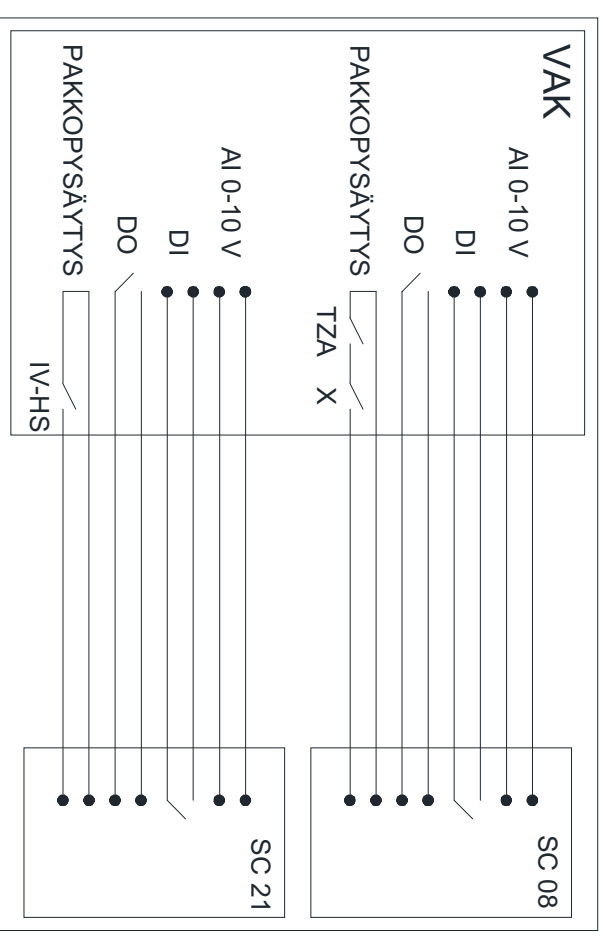 VAK
AI 0-10 V
DI
DO
PAKKOPYSÄYTYS
TZA X
SC 08
AI 0-10 V
DI
DO
PAKKOPYSÄYTYS
IV-HS
SC 21